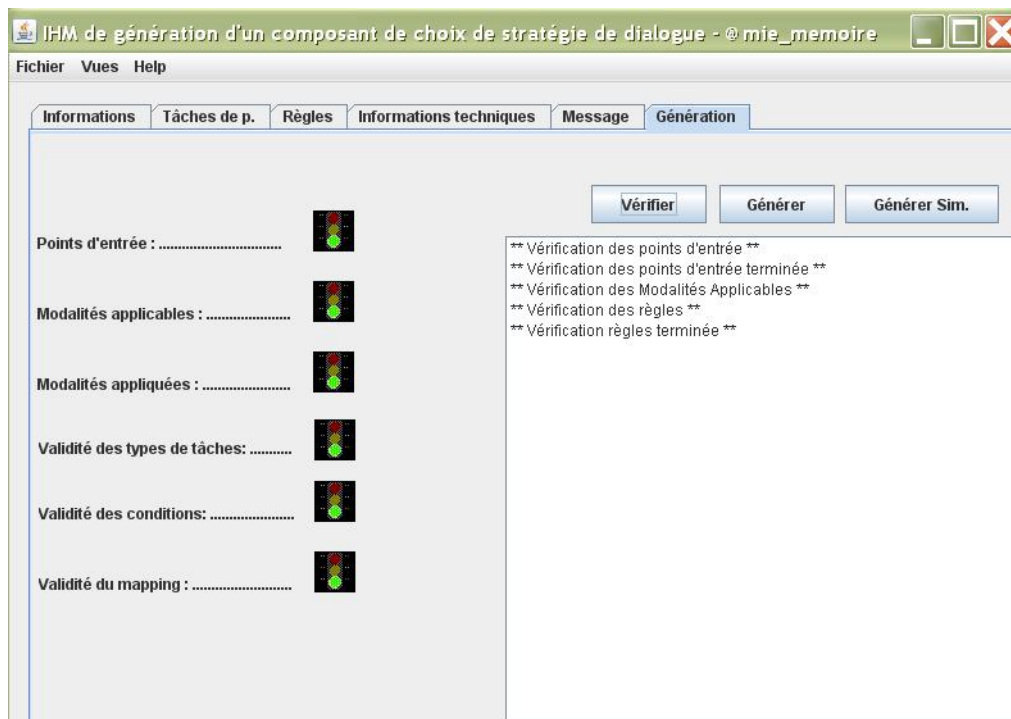 IHM de génération d'un composant de choix de stratégie de dialogue - @ mie_memoire
Fichier Vues Help
Informations Tâches de p. Règles Informations techniques Message Génération
Vérifier Générer Générer Sim.
Points d'entrée : ................................
Modalités applicables : ......................
Modalités appliquées : .......................
Validité des types de tâches: ...........
Validité des conditions: ......................
Validité du mapping : ..........................
** Vérification des points d'entrée **
** Vérification des points d'entrée terminée **
** Vérification des Modalités Applicables **
** Vérification des règles **
** Vérification règles terminée **